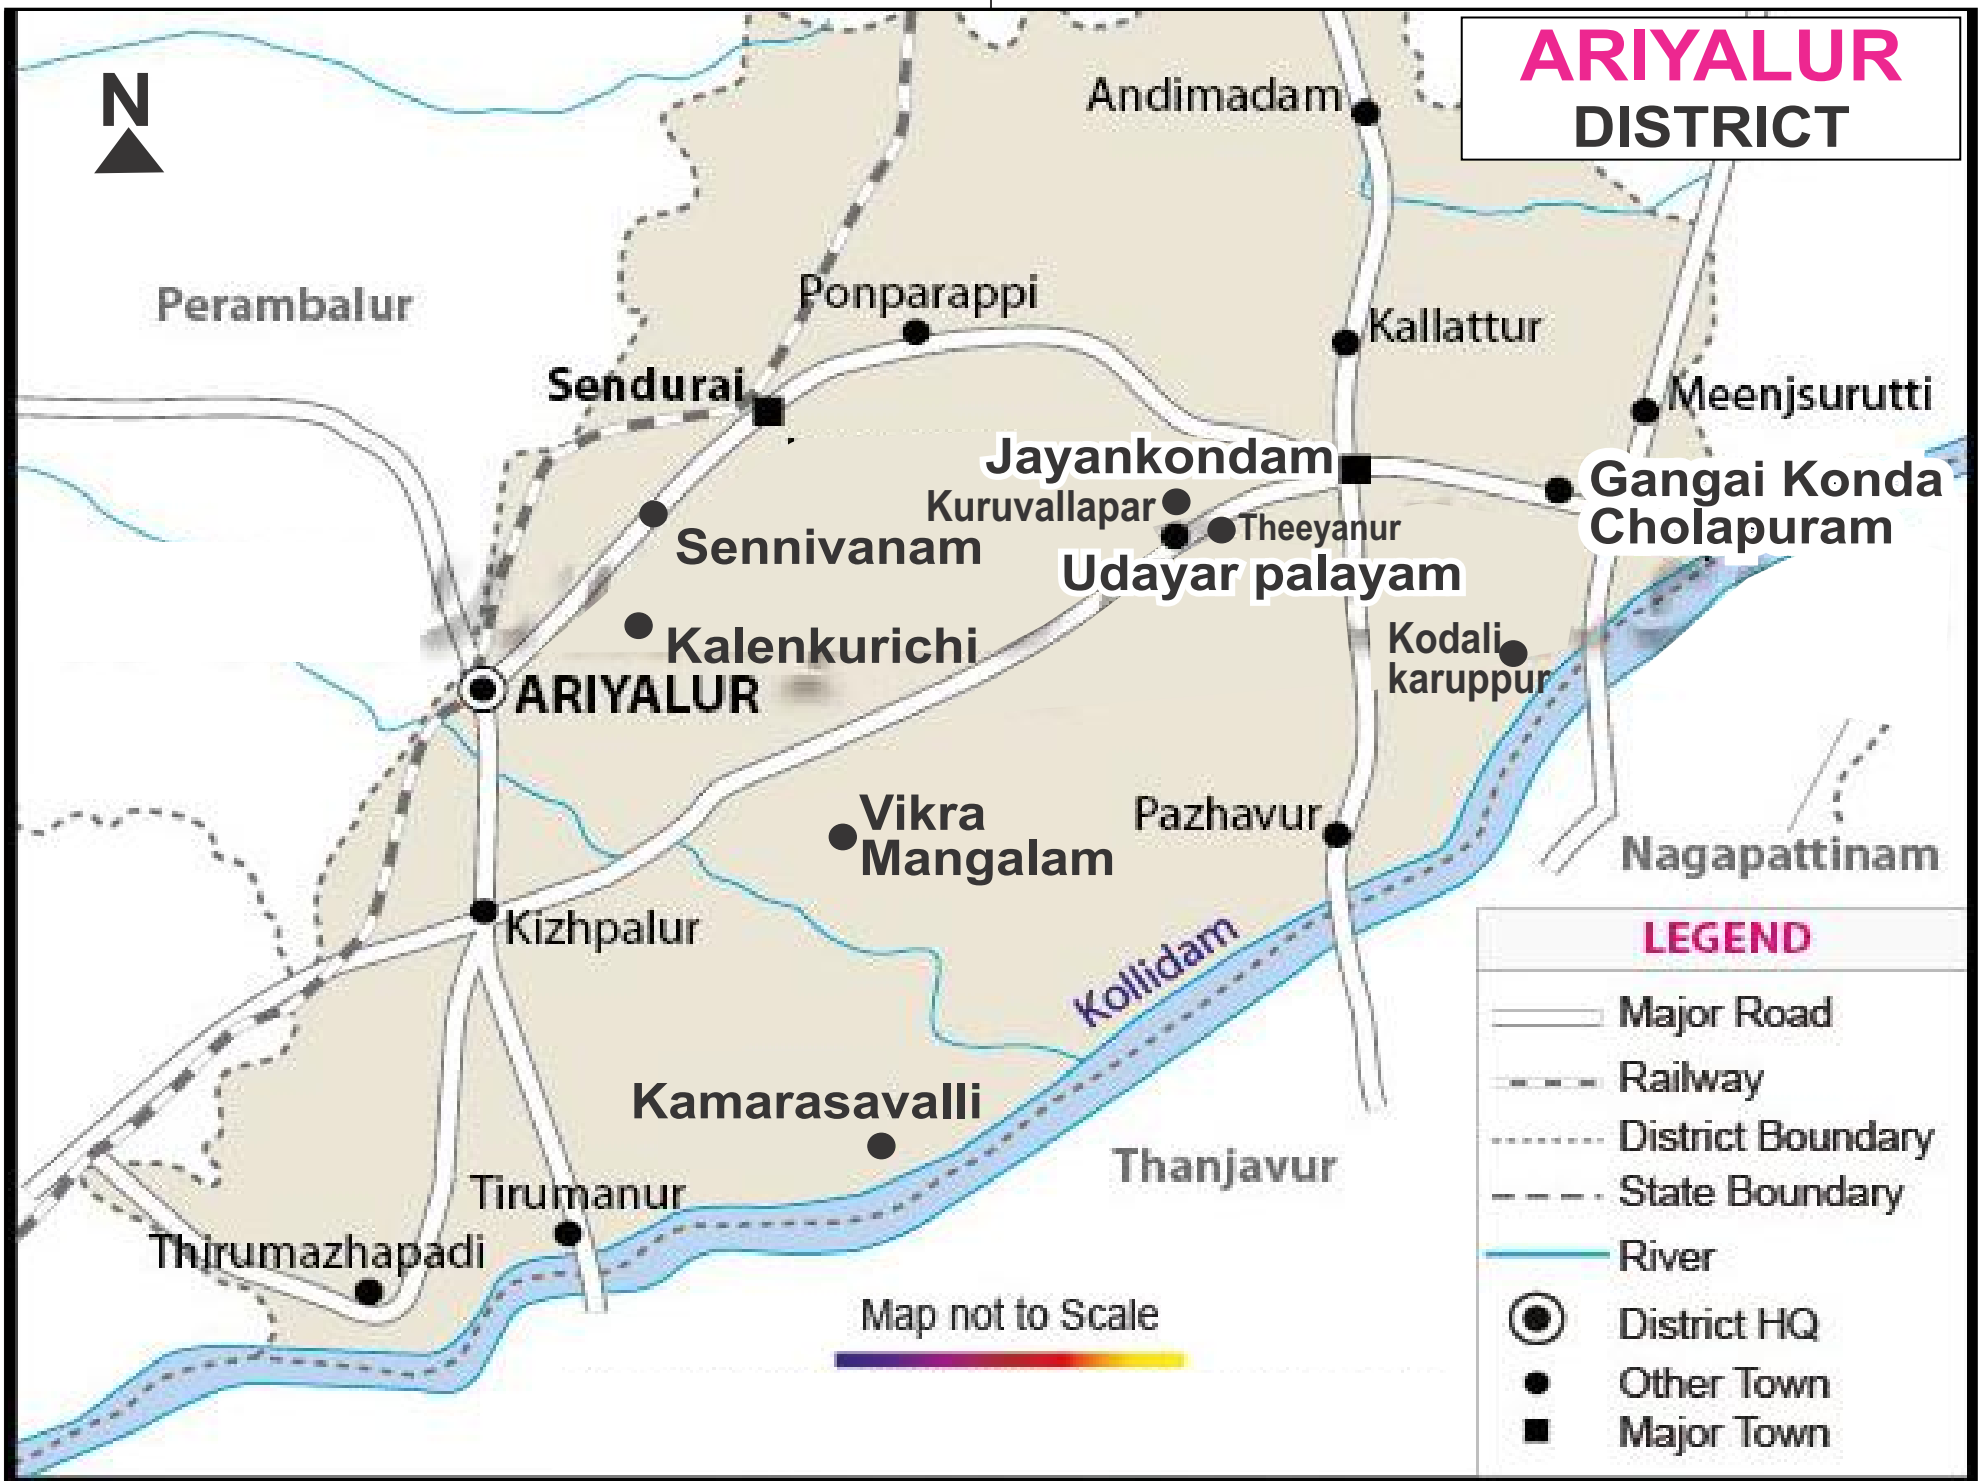 ARIYALUR
DISTRICT
N
Andimadam
Perambalur
Ponparappi
Kallattur
Sendurai
Meenjsurutti
Jayankondam
Gangai Konda
Cholapuram
Kuruvallapar
Theeyanur
Sennivanam
Udayar palayam
Kalenkurichi
Kodali
karuppur
ARIYALUR
Vikra
Mangalam
Pazhavur
Nagapattinam
Kizhpalur
Kollidam
Kamarasavalli
Thanjavur
Tirumanur
Thirumazhapadi
Map not to Scale
LEGEND
Major Road
Railway
District Boundary
State Boundary
River
District HQ
Other Town
Major Town